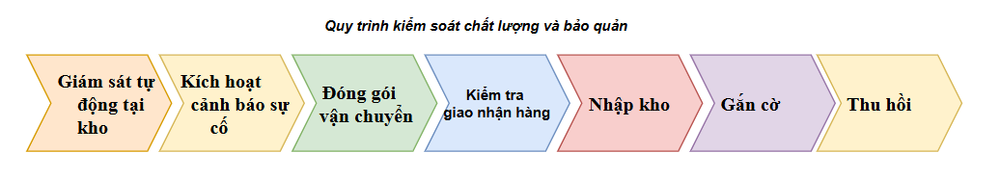 Quy trình kiểm soát chất lượng và bảo quản
Giám sát tự
động tại
kho
Kích hoạt
cảnh báo sự
cố
Đóng gói
vận chuyển
Kiểm tra
giao nhận hàng
Nhập kho
Gắn cờ
Thu hồi